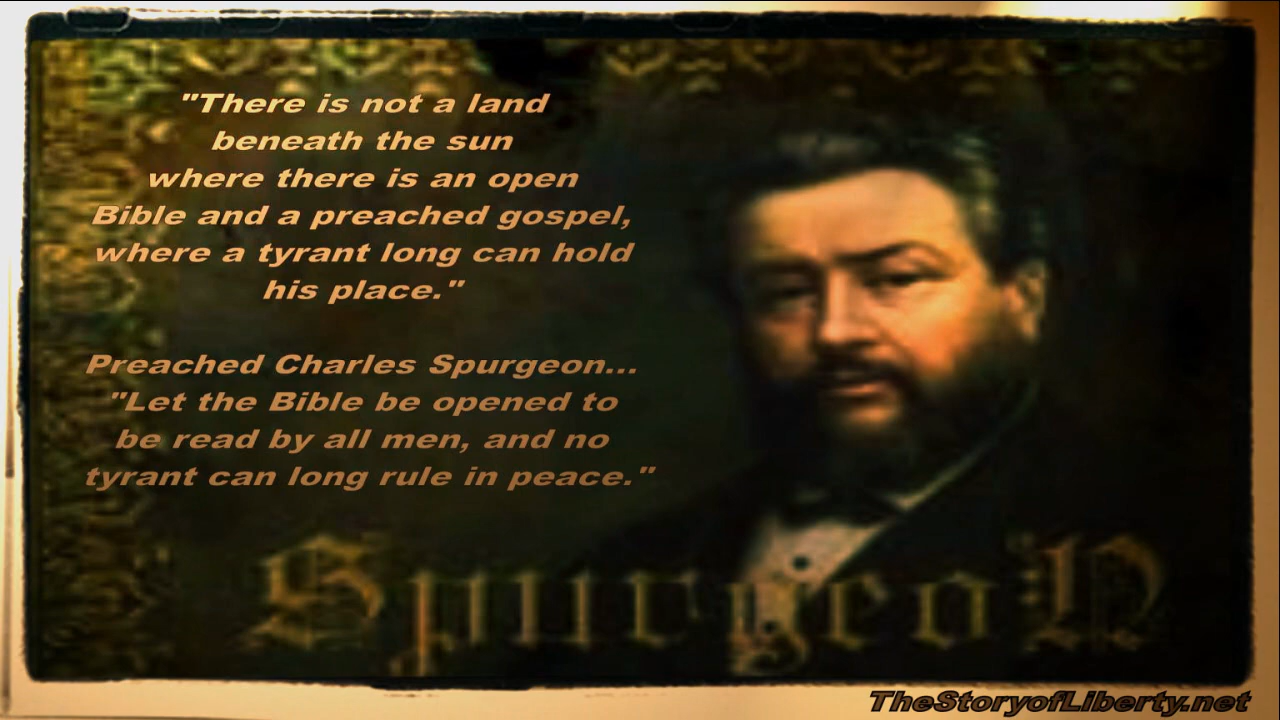 "There is not a land
beneath the sun
where there is an open
Bible and a preached gospel,
where a tyrant long can hold
his place."
Preached Charles Spurgeon...
"Let the Bible be opened to
be read by all men, and no
tyrant can long rule in peace."
SpurgeoN
TheStoryofLiberty.net